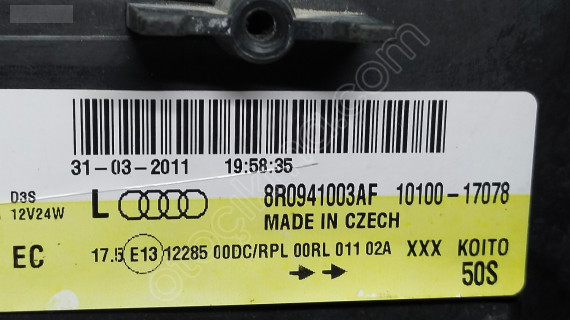 31-03-2011 19:58:35
D3S L 8R0941003AF 10100-17078
12V24W MADE IN CZECH
EC 17.5 E13 12285 00DC/RPL 00RL 011 02A XXX KOITO
50S